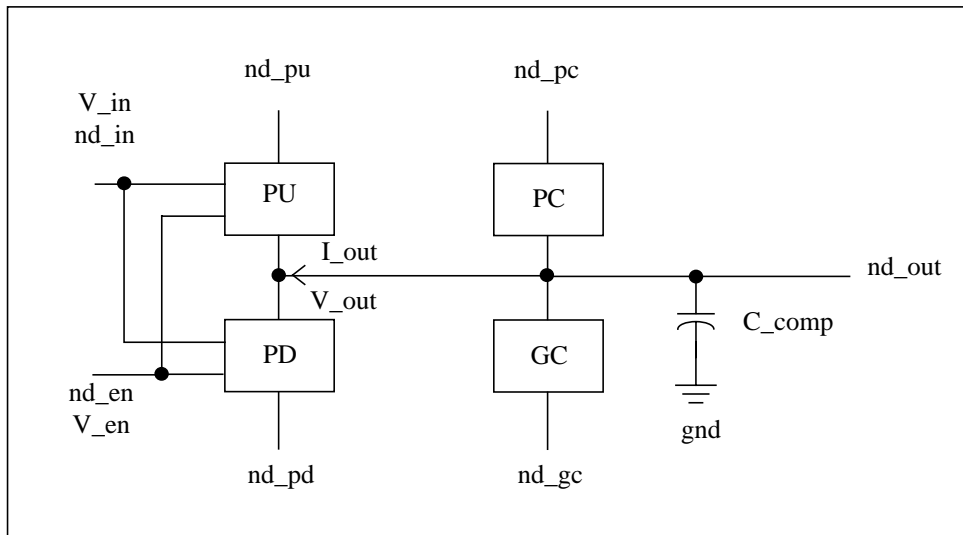 nd_pu
nd_pc
V_in
nd_in
PU
PC
I_out
nd_out
V_out
C_comp
PD
GC
nd_en
V_en
gnd
nd_pd
nd_gc